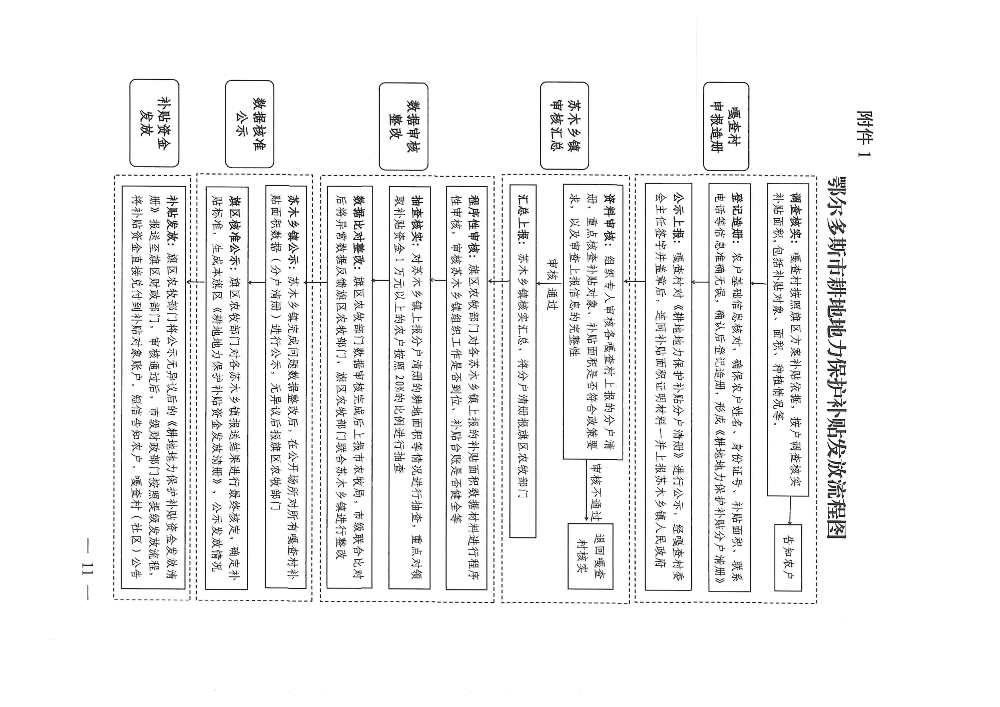 附件 1
鄂尔多斯市耕地地力保护补贴发放流程图
嘎查村
申报造册
调查核实：嘎查村按照旗区方案补贴依据，按户调查核实
补贴面积,包括补贴对象、面积、种植情况等。
告知农户
登记造册：农户基础信息核对，确保农户姓名、身份证号、补贴面积、联系
电话等信息准确无误，确认后登记造册，形成《耕地地力保护补贴分户清册》
公示上报：嘎查村对《耕地地力保护补贴分户清册》进行公示，经嘎查村委
会主任签字并盖章后，连同补贴面积证明材料一并上报苏木乡镇人民政府
苏木乡镇
审核汇总
资料审核：组织专人审核各嘎查村上报的分户清
册，重点核查补贴对象、补贴面积是否符合政策要
求，以及审查上报信息的完整性
审核不通过
退回嘎查
村核实
审核 通过
汇总上报：苏木乡镇核实汇总，将分户清册报旗区农牧部门
数据审核
整改
程序性审核：旗区农牧部门对各苏木乡镇上报的补贴面积数据材料进行程序
性审核，审核苏木乡镇组织工作是否到位、补贴台账是否健全等
抽查核实：对苏木乡镇上报分户清册的耕地面积等情况进行抽查，重点对领
取补贴资金 1 万元以上的农户按照 20%的比例进行抽查
数据比对整改：旗区农牧部门数据审核完成后上报市农牧局，市级联合比对
后将异常数据反馈旗区农牧部门，旗区农牧部门联合苏木乡镇进行整改
数据核准
公示
苏木乡镇公示：苏木乡镇完成问题数据整改后，在公开场所对所有嘎查村补
贴面积数据（分户清册）进行公示，无异议后报旗区农牧部门
旗区核准公示：旗区农牧部门对各苏木乡镇报送结果进行最终核定，确定补
贴标准，生成本旗区《耕地地力保护补贴资金发放清册》，公示发放情况
补贴资金
发放
补贴发放：旗区农牧部门将公示无异议后的《耕地地力保护补贴资金发放清
册》报送至旗区财政部门，审核通过后，市级财政部门按照提级发放流程，
将补贴资金直接兑付到补贴对象账户。短信告知农户，嘎查村（社区）公告
— 11 —